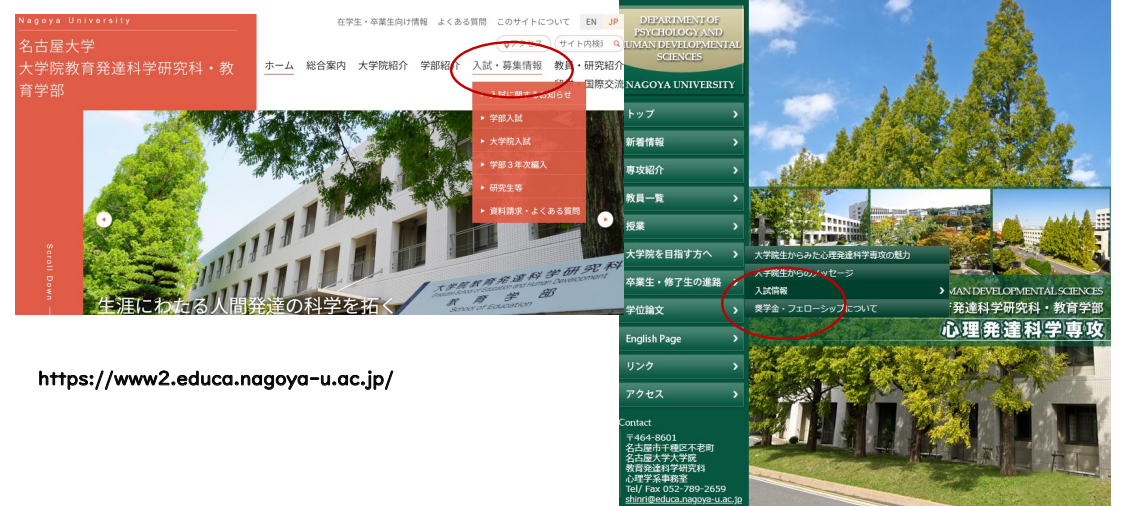 Nagoya University
名古屋大学
大学院教育発達科学研究科・教
育学部
在学生・卒業生向け情報 よくある質問 このサイトについて EN JP
アクセス サイト内検索
ホーム 総合案内 大学院紹介 学部紹介 入試・募集情報 教員・研究紹介
国際交流
入試に関するお知らせ
学部入試
大学院入試
学部3年次編入
研究生等
資料請求・よくある質問
Scroll Down
大学院教育発達科学研究科
Graduate School of Education and Human Development
教育学部
School of Education
生涯にわたる人間発達の科学を拓く
https://www2.educa.nagoya-u.ac.jp/
DEPARTMENT OF
PSYCHOLOGY AND
HUMAN DEVELOPMENTAL
SCIENCES
NAGOYA UNIVERSITY
トップ
新着情報
専攻紹介
教員一覧
授業
大学院を目指す方へ
卒業生・修了生の進路
学位論文
English Page
リンク
アクセス
大学院生からみた心理発達科学専攻の魅力
大学院生からのメッセージ
入試情報
奨学金・フェローシップについて
MAN DEVELOPMENTAL SCIENCES
発達科学研究科・教育学部
心理発達科学専攻
Contact
〒464-8601
名古屋市千種区不老町
名古屋大学大学院
教育発達科学研究科
心理学系事務室
Tel/ Fax 052-789-2659
shinri@educa.nagoya-u.ac.jp